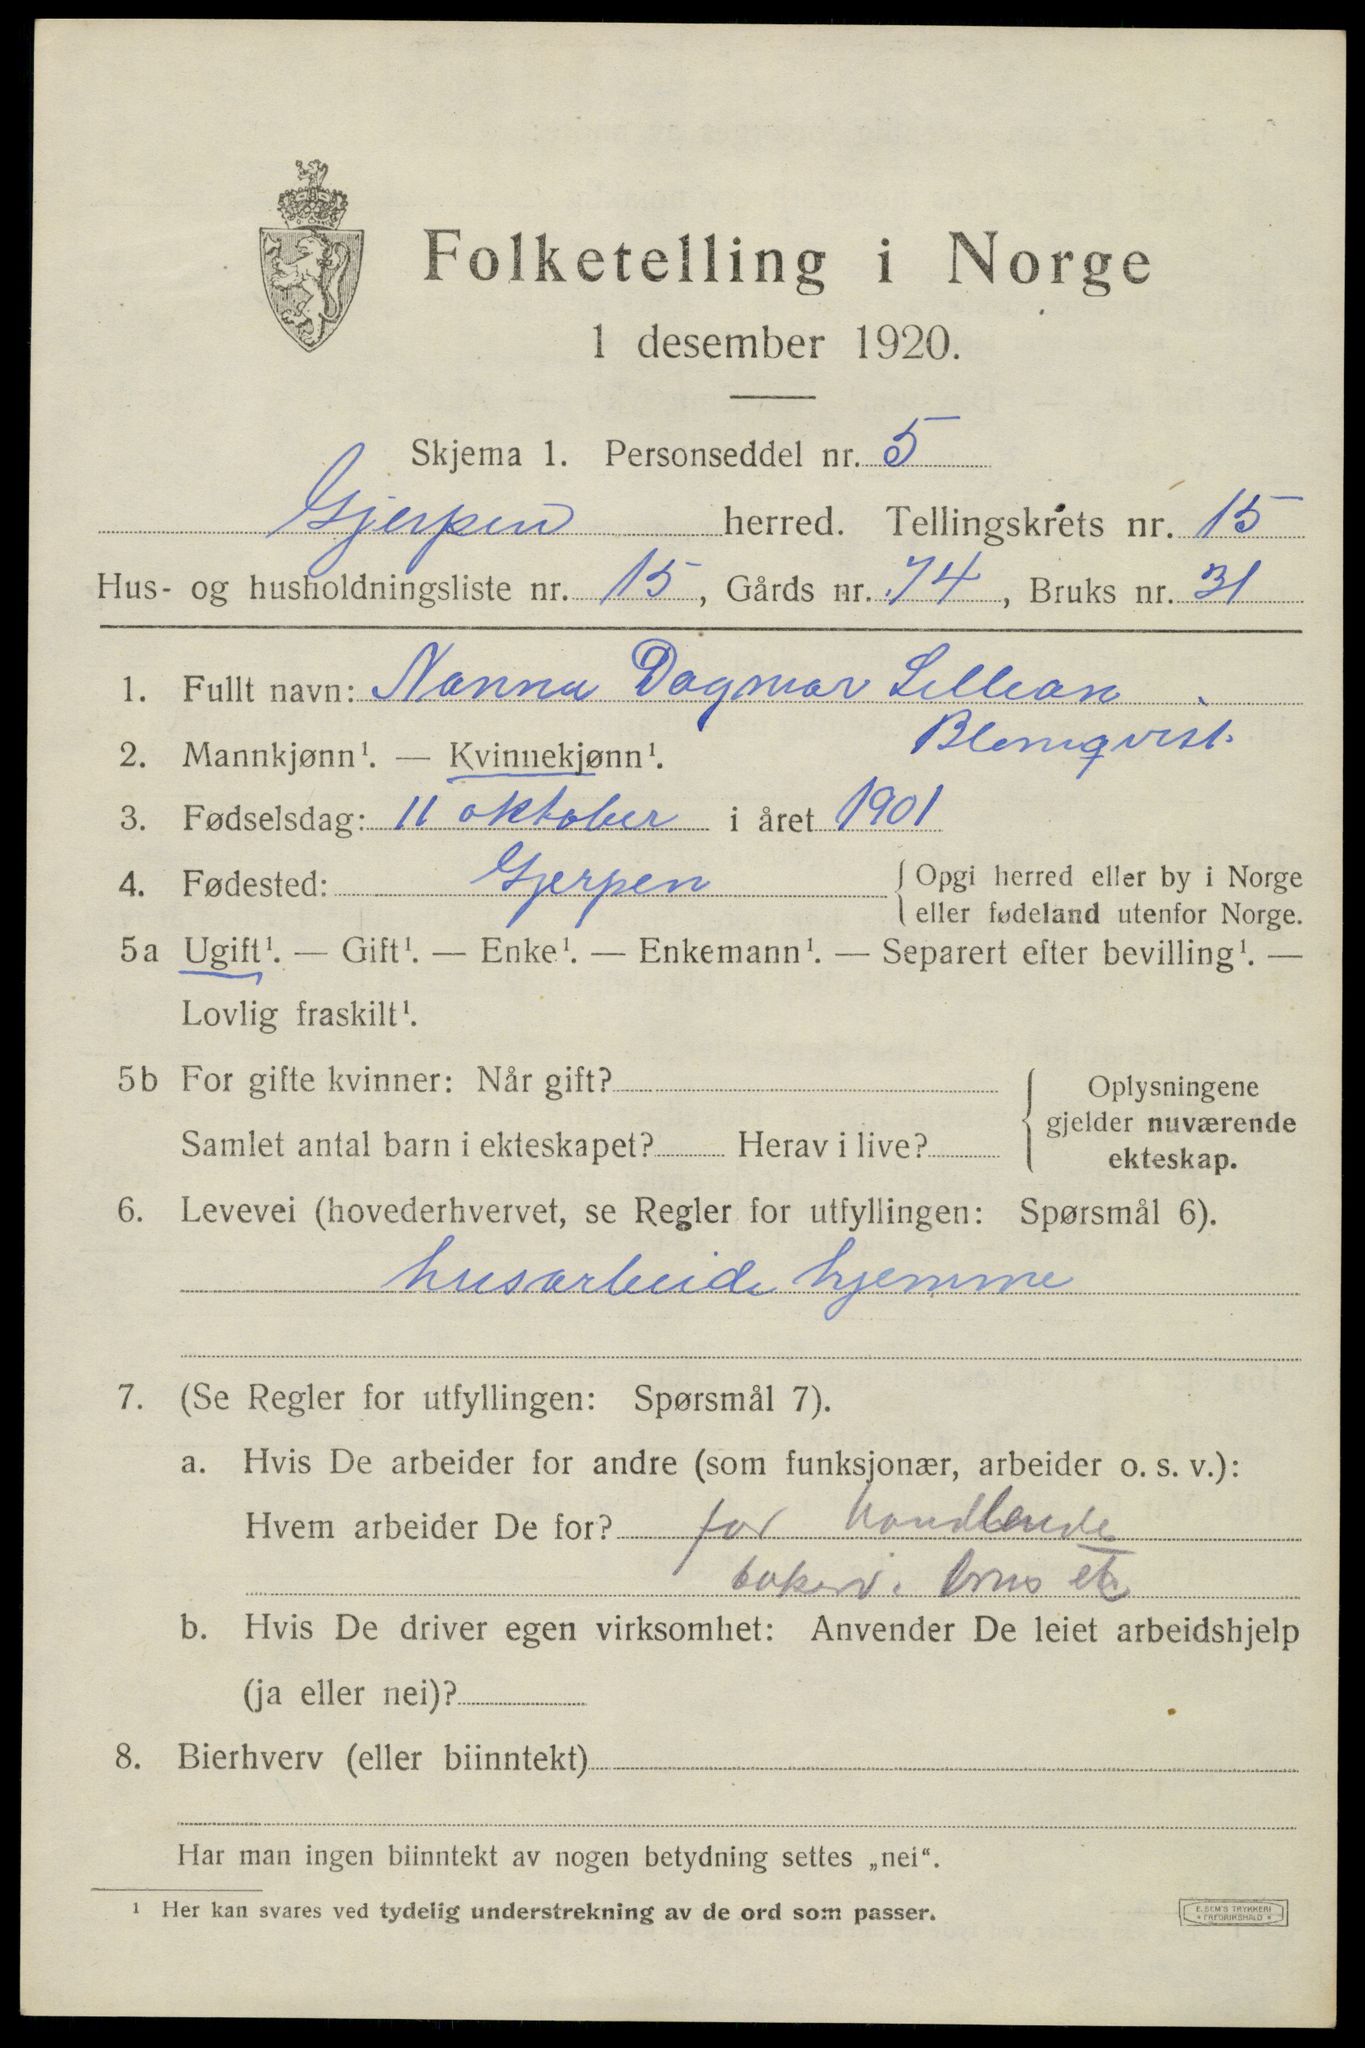 Folketelling i Norge
1 desember 1920.
Skjema 1. Personseddel nr. 5
Gjerpen herred. Tellingskrets nr. 15
Hus- og husholdningsliste nr. 15, Gårds nr. 74, Bruks nr. 31
1. Fullt navn: Nanna Dagmar Lillian
Blomqvist.
2. Mannkjønn¹. — Kvinnekjønn¹.
3. Fødselsdag: 11 oktober i året 1901
4. Fødested: Gjerpen { Opgi herred eller by i Norge
eller fødeland utenfor Norge.
5a Ugift¹. — Gift¹. — Enke¹. — Enkemann¹. — Separert efter bevilling¹. —
Lovlig fraskilt¹.
5b For gifte kvinner: Når gift?
Samlet antal barn i ekteskapet? Herav i live?
{ Oplysningene
gjelder nuværende
ekteskap.
6. Levevei (hovederhvervet, se Regler for utfyllingen: Spørsmål 6).
husarbeide hjemme
7. (Se Regler for utfyllingen: Spørsmål 7).
a. Hvis De arbeider for andre (som funksjonær, arbeider o. s. v.):
Hvem arbeider De for? far handlende
b. Hvis De driver egen virksomhet: Anvender De leiet arbeidshjelp
(ja eller nei)?
8. Bierhverv (eller biinntekt)
Har man ingen biinntekt av nogen betydning settes „nei“.
¹ Her kan svares ved tydelig understrekning av de ord som passer.
E. SEM'S TRYKKERI
* FREDRIKSHALD *